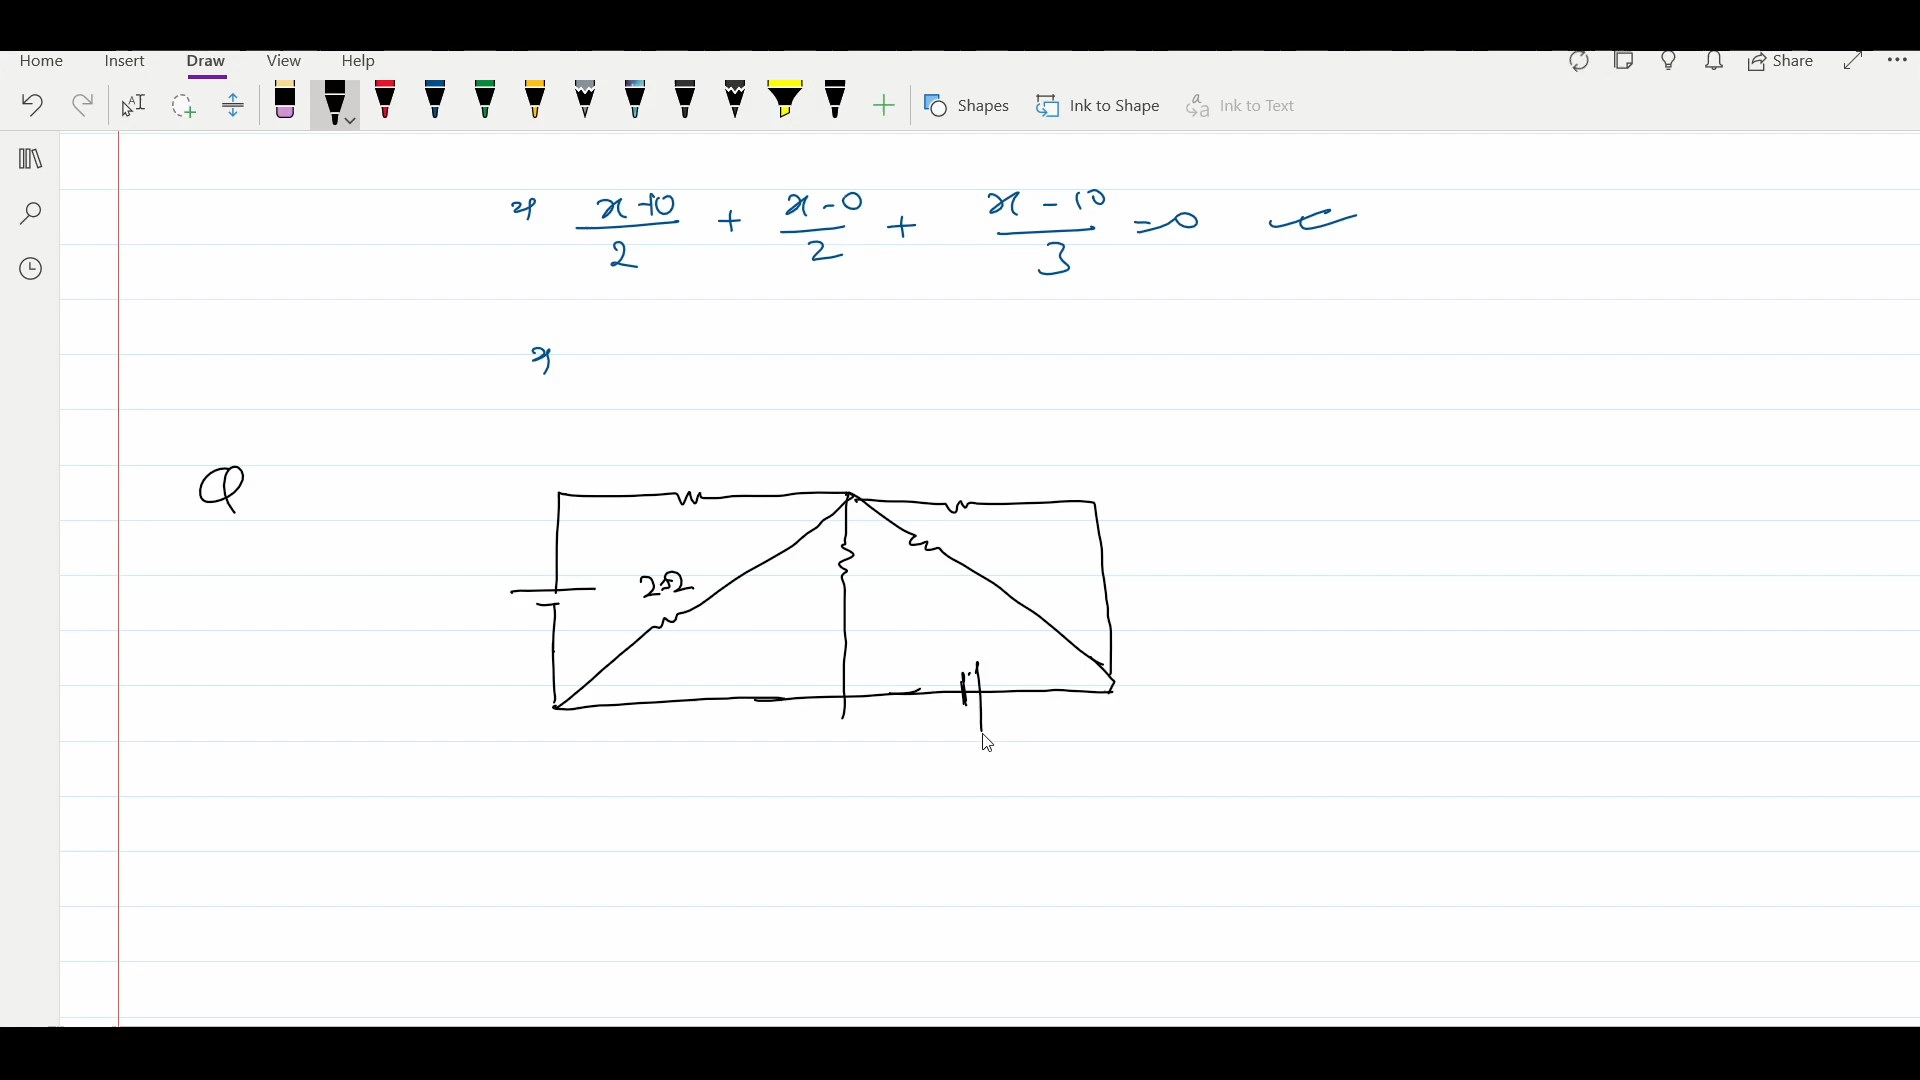 Home Insert Draw View Help Share
Shapes Ink to Shape Ink to Text
x+10/2 + x-0/2 + x-10/3 = 0
Q
2Ω